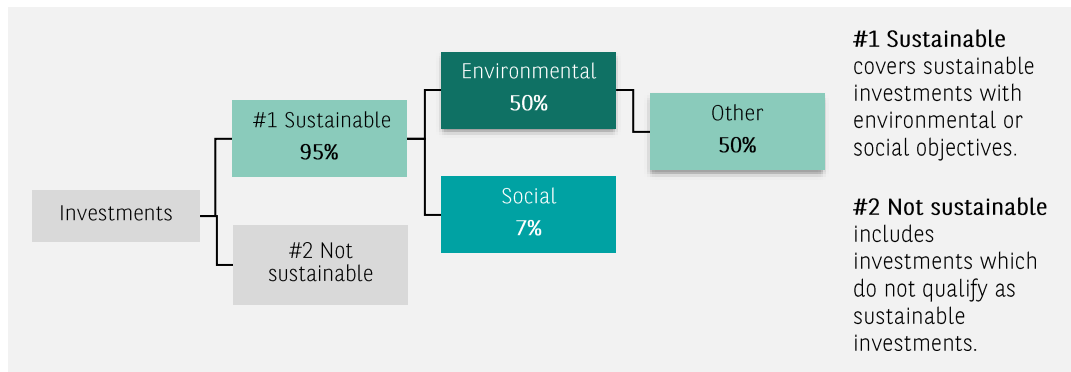 Investments
#1 Sustainable
95%
#2 Not
sustainable
Environmental
50%
Social
7%
Other
50%
#1 Sustainable
covers sustainable
investments with
environmental or
social objectives.
#2 Not sustainable
includes
investments which
do not qualify as
sustainable
investments.